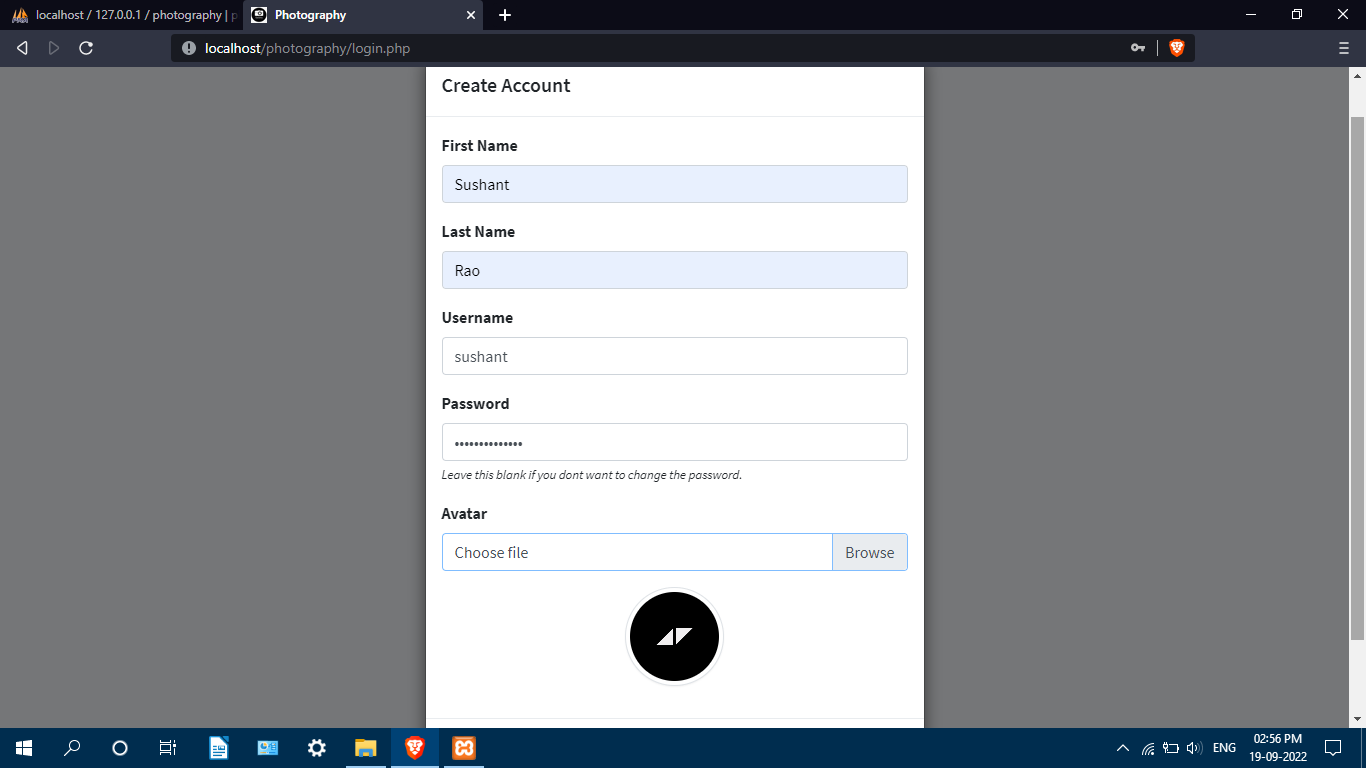 localhost / 127.0.0.1 / photography | p
Photography
localhost/photography/login.php
Create Account
First Name
Sushant
Last Name
Rao
Username
sushant
Password
••••••••••••••
Leave this blank if you dont want to change the password.
Avatar
Choose file
Browse
ENG
02:56 PM
19-09-2022